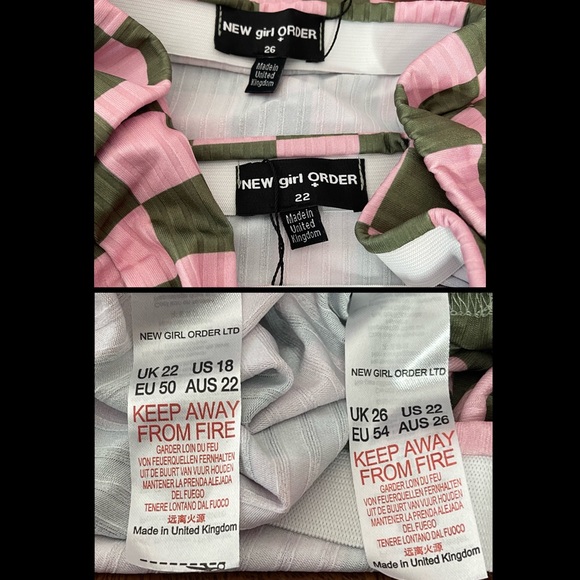 NEW girl ORDER
26
Made in
United
Kingdom
NEW girl ORDER
22
Made in
United
Kingdom
NEW GIRL ORDER LTD
UK 22 US 18
EU 50 AUS 22
KEEP AWAY
FROM FIRE
GARDER LOIN DU FEU
VON FEUERQUELLEN FERNHALTEN
UIT DE BUURT VAN VUUR HOUDEN
MANTENER LA PRENDA ALEJADA
DEL FUEGO
TENERE LONTANO DAL FUOCO
远离火源
Made in United Kingdom
NEW GIRL ORDER LTD
UK 26 US 22
EU 54 AUS 26
KEEP AWAY
FROM FIRE
GARDER LOIN DU FEU
VON FEUERQUELLEN FERNHALTEN
UIT DE BUURT VAN VUUR HOUDEN
MANTENER LA PRENDA ALEJADA
DEL FUEGO
TENERE LONTANO DAL FUOCO
远离火源
Made in United Kingdom